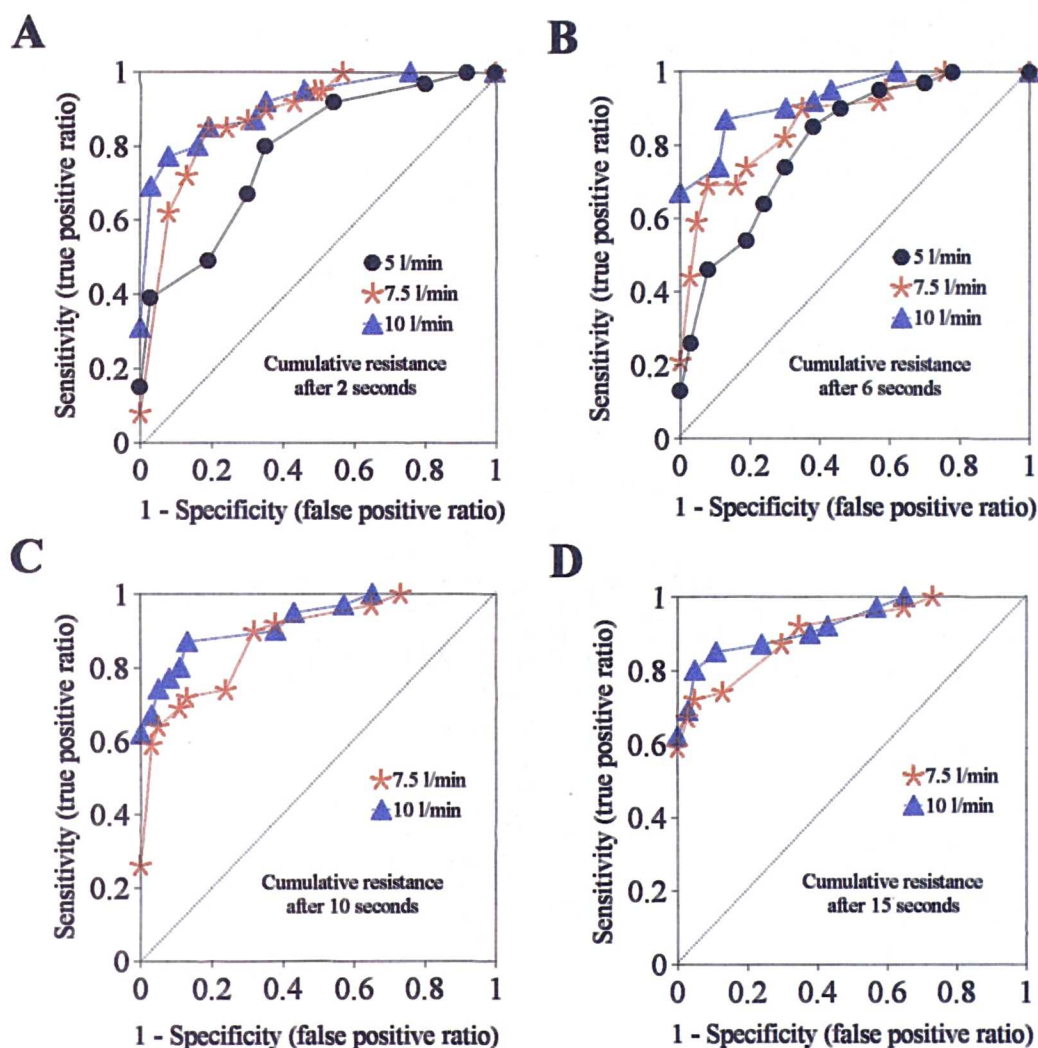 A
Sensitivity (true positive ratio)
1
0.8
0.6
0.4
0.2
0
5 l/min
7.5 l/min
10 l/min
Cumulative resistance
after 2 seconds
0 0.2 0.4 0.6 0.8 1
1 - Specificity (false positive ratio)
B
Sensitivity (true positive ratio)
1
0.8
0.6
0.4
0.2
0
5 l/min
7.5 l/min
10 l/min
Cumulative resistance
after 6 seconds
0 0.2 0.4 0.6 0.8 1
1 - Specificity (false positive ratio)
C
Sensitivity (true positive ratio)
1
0.8
0.6
0.4
0.2
0
7.5 l/min
10 l/min
Cumulative resistance
after 10 seconds
0 0.2 0.4 0.6 0.8 1
1 - Specificity (false positive ratio)
D
Sensitivity (true positive ratio)
1
0.8
0.6
0.4
0.2
0
7.5 l/min
10 l/min
Cumulative resistance
after 15 seconds
0 0.2 0.4 0.6 0.8 1
1 - Specificity (false positive ratio)